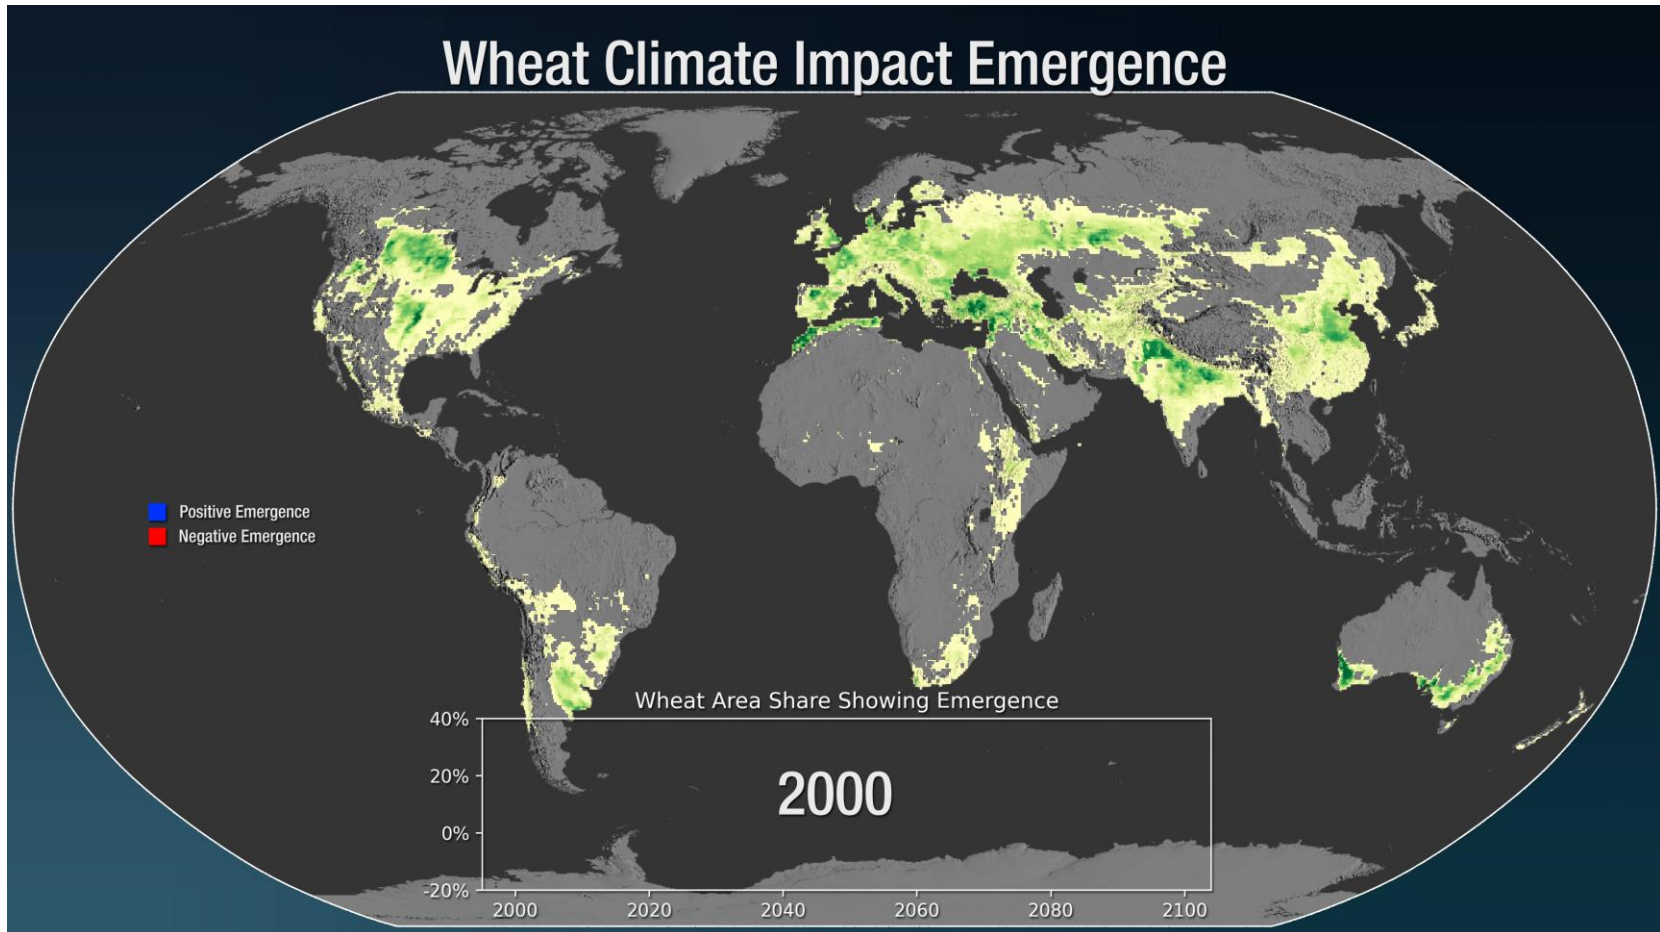 Wheat Climate Impact Emergence
Positive Emergence
Negative Emergence
Wheat Area Share Showing Emergence
40%
20%
0%
-20%
2000
2000
2020
2040
2060
2080
2100